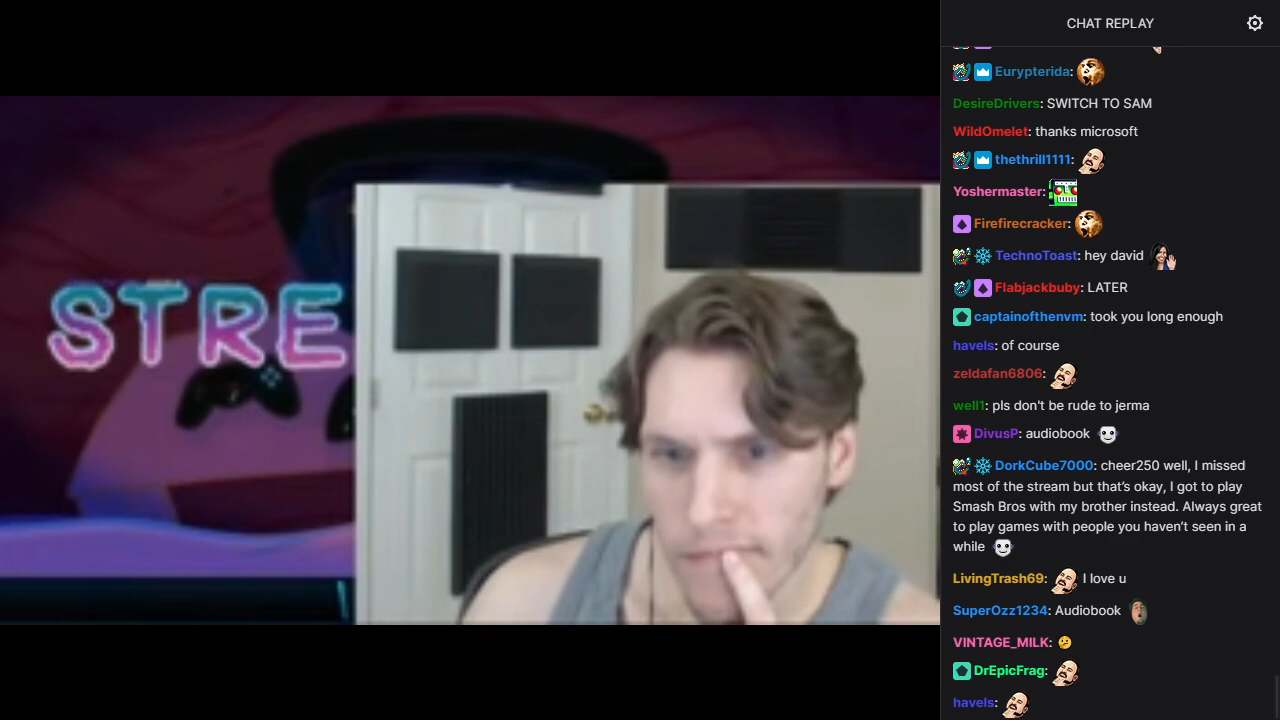 CHAT REPLAY
STRE
Eurypterida:
DesireDrivers: SWITCH TO SAM
WildOmelet: thanks microsoft
thethrill1111:
Yoshermaster:
Firefirecracker:
TechnoToast: hey david
Flabjackbuby: LATER
captainofthenvm: took you long enough
havels: of course
zeldafan6806:
well1: pls don't be rude to jerma
DivusP: audiobook
DorkCube7000: cheer250 well, I missed
most of the stream but that's okay, I got to play
Smash Bros with my brother instead. Always great
to play games with people you haven't seen in a
while
LivingTrash69: I love u
SuperOzz1234: Audiobook
VINTAGE_MILK:
DrEpicFrag:
havels: